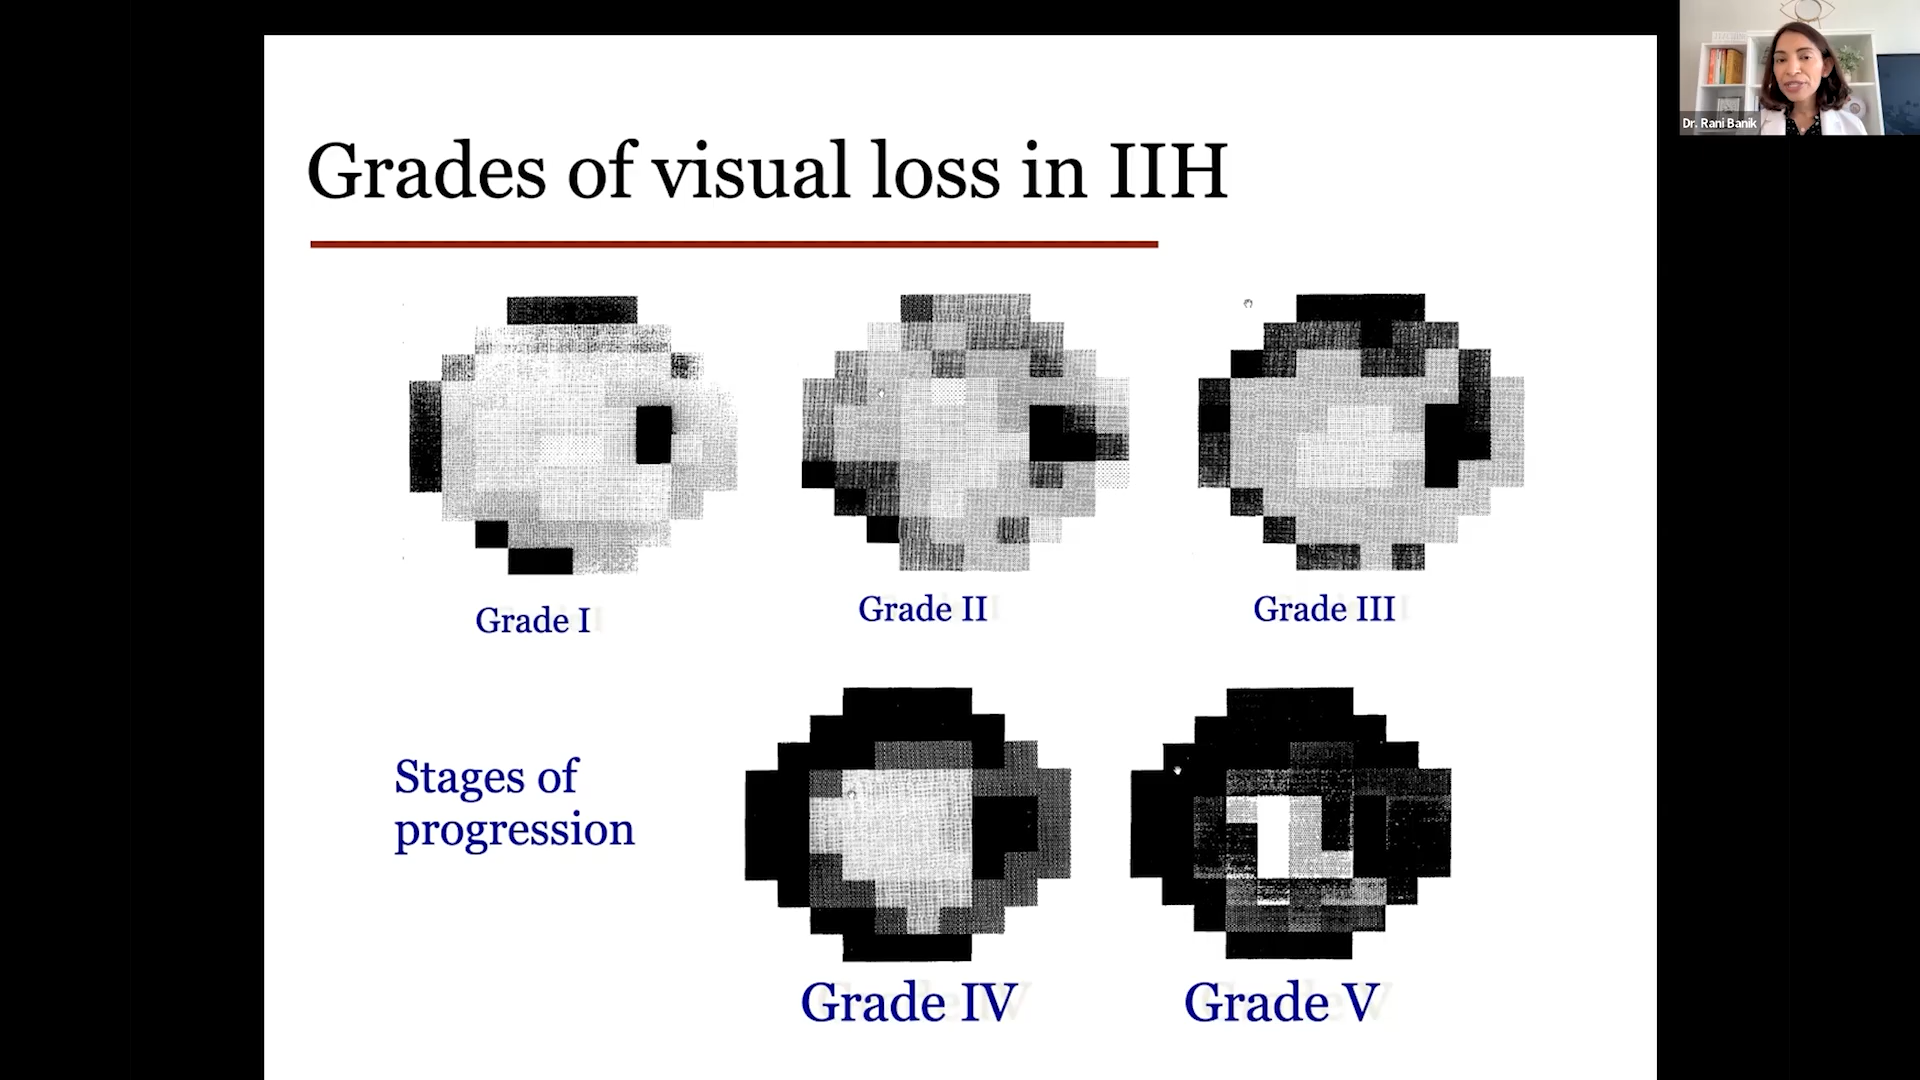 Dr. Rani Banik
Grades of visual loss in IIH
Grade I
Grade II
Grade III
Stages of
progression
Grade IV
Grade V